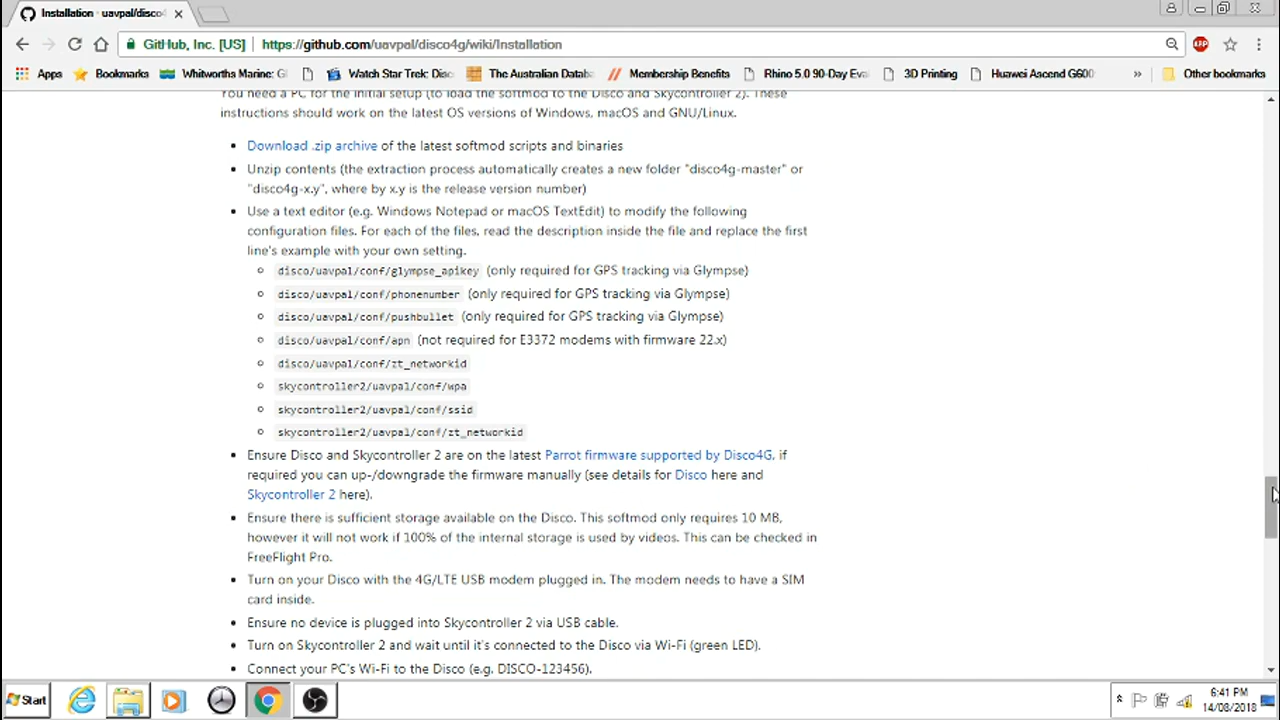 Installation · uavpal/disco4
GitHub, Inc. [US]
https://github.com/uavpal/disco4g/wiki/Installation
Apps
Bookmarks
Whitworths Marine: G
Watch Star Trek: Disc
The Australian Databa
Membership Benefits
Rhino 5.0 90-Day Eva
3D Printing
Huawei Ascend G600
»
Other bookmarks
You need a PC for the initial setup (to load the softmod to the Disco and Skycontroller 2). These
instructions should work on the latest OS versions of Windows, macOS and GNU/Linux.
Download .zip archive of the latest softmod scripts and binaries
Unzip contents (the extraction process automatically creates a new folder "disco4g-master" or
"disco4g-x.y", where by x.y is the release version number)
Use a text editor (e.g. Windows Notepad or macOS TextEdit) to modify the following
configuration files. For each of the files, read the description inside the file and replace the first
line's example with your own setting.
disco/uavpal/conf/glympse_apikey (only required for GPS tracking via Glympse)
disco/uavpal/conf/phonenumber (only required for GPS tracking via Glympse)
disco/uavpal/conf/pushbullet (only required for GPS tracking via Glympse)
disco/uavpal/conf/apn (not required for E3372 modems with firmware 22.x)
disco/uavpal/conf/zt_networkid
skycontroller2/uavpal/conf/wpa
skycontroller2/uavpal/conf/ssid
skycontroller2/uavpal/conf/zt_networkid
Ensure Disco and Skycontroller 2 are on the latest Parrot firmware supported by Disco4G, if
required you can up-/downgrade the firmware manually (see details for Disco here and
Skycontroller 2 here).
Ensure there is sufficient storage available on the Disco. This softmod only requires 10 MB,
however it will not work if 100% of the internal storage is used by videos. This can be checked in
FreeFlight Pro.
Turn on your Disco with the 4G/LTE USB modem plugged in. The modem needs to have a SIM
card inside.
Ensure no device is plugged into Skycontroller 2 via USB cable.
Turn on Skycontroller 2 and wait until it's connected to the Disco via Wi-Fi (green LED).
Connect your PC's Wi-Fi to the Disco (e.g. DISCO-123456).
Start
6:41 PM
14/08/2018